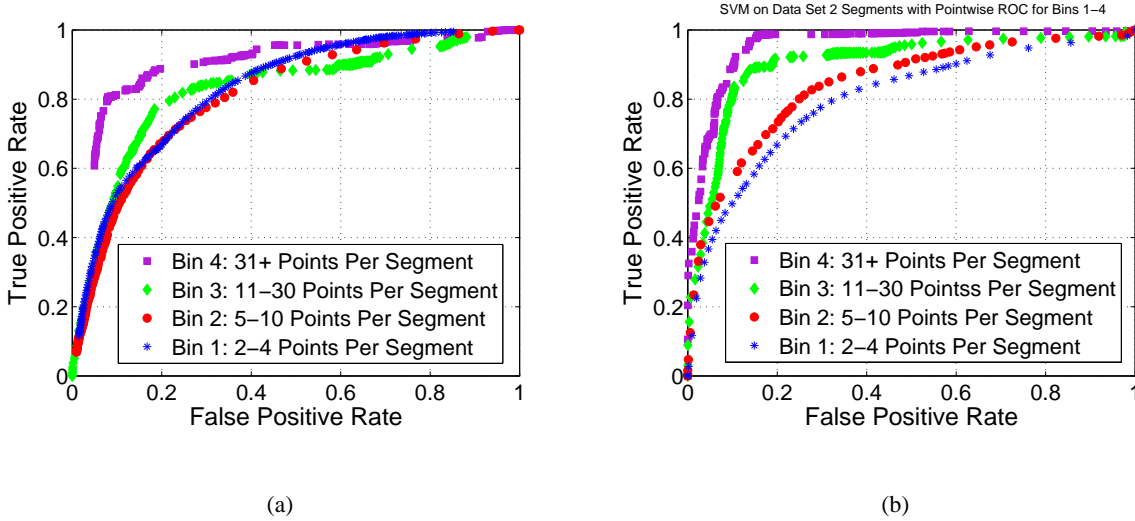 1
0.8
0.6
0.4
0.2
0
0
0.2
0.4
0.6
0.8
1
True Positive Rate
False Positive Rate
Bin 4: 31+ Points Per Segment
Bin 3: 11−30 Points Per Segment
Bin 2: 5−10 Points Per Segment
Bin 1: 2−4 Points Per Segment
(a)
SVM on Data Set 2 Segments with Pointwise ROC for Bins 1−4
1
0.8
0.6
0.4
0.2
0
0
0.2
0.4
0.6
0.8
1
True Positive Rate
False Positive Rate
Bin 4: 31+ Points Per Segment
Bin 3: 11−30 Pointss Per Segment
Bin 2: 5−10 Points Per Segment
Bin 1: 2−4 Points Per Segment
(b)